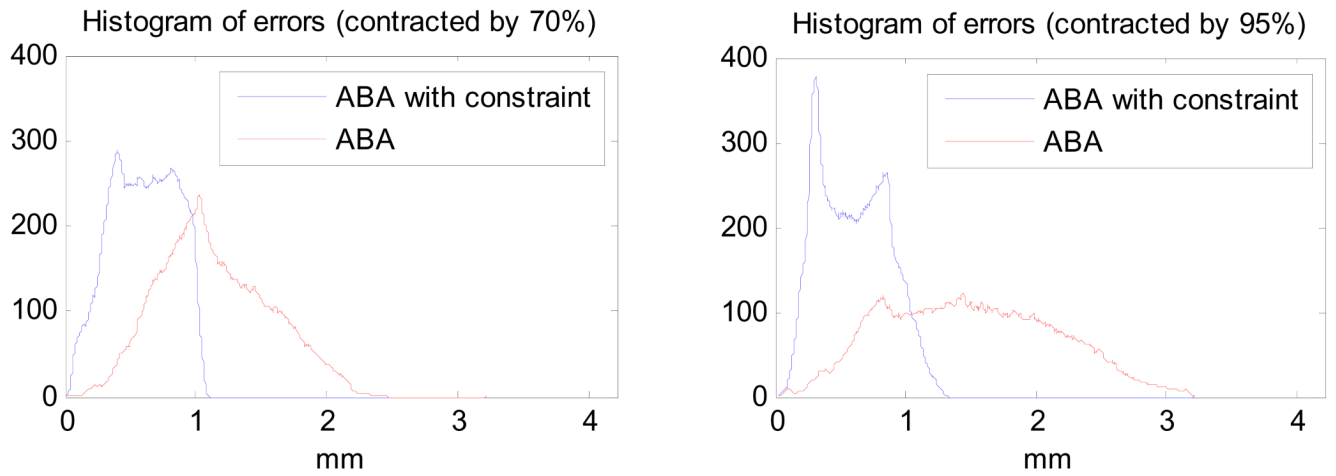 Histogram of errors (contracted by 70%)
400
300
200
100
0
0 1 2 3 4
mm
ABA with constraint
ABA
Histogram of errors (contracted by 95%)
400
300
200
100
0
0 1 2 3 4
mm
ABA with constraint
ABA